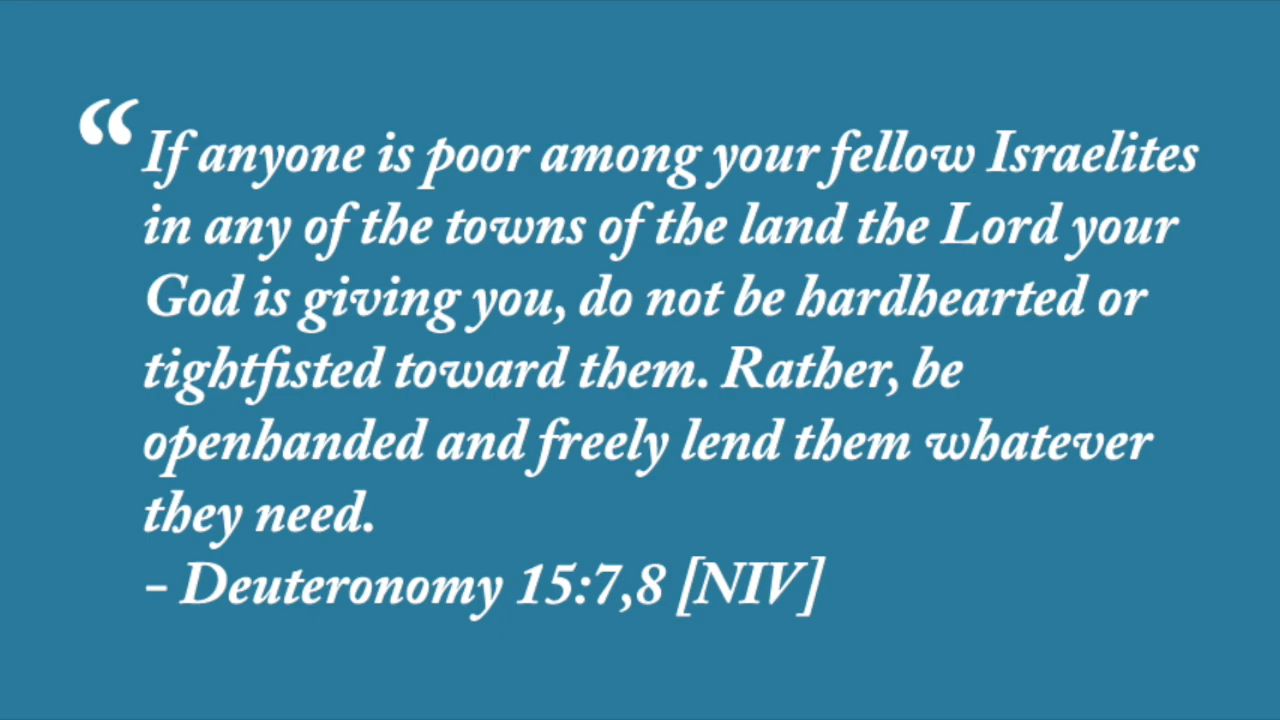 “If anyone is poor among your fellow Israelites
in any of the towns of the land the Lord your
God is giving you, do not be hardhearted or
tightfisted toward them. Rather, be
openhanded and freely lend them whatever
they need.
– Deuteronomy 15:7,8 [NIV]